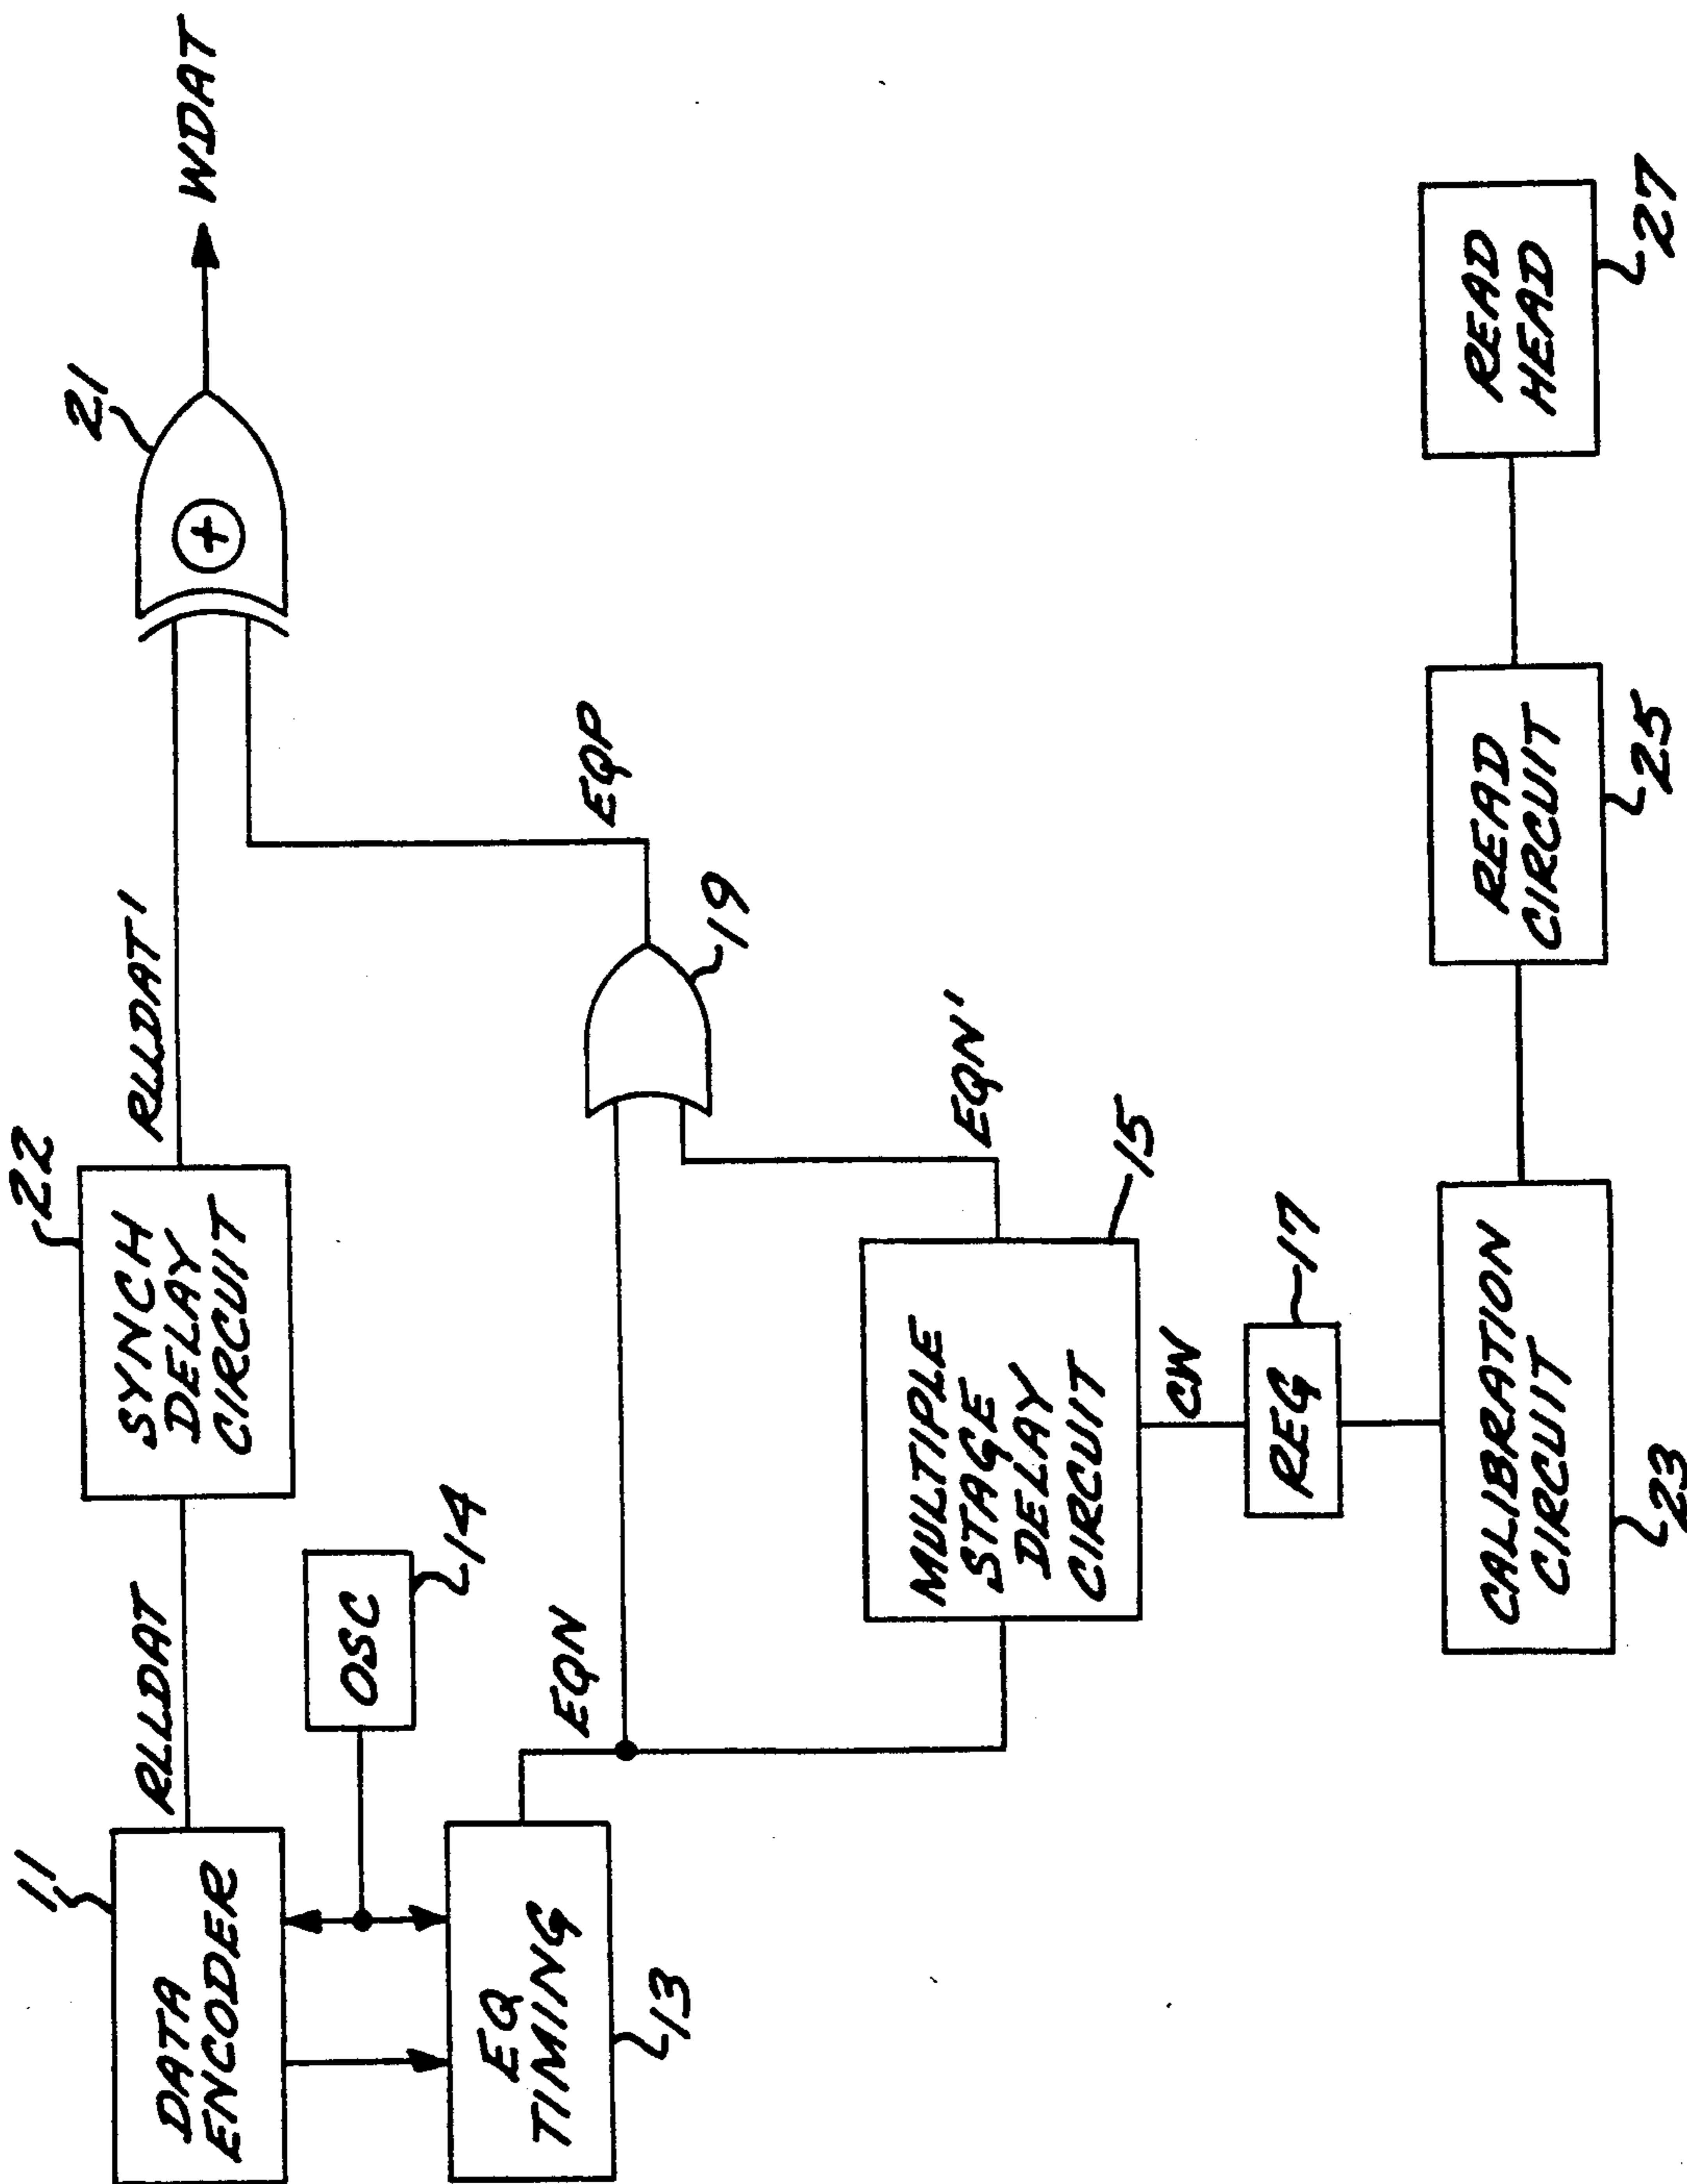 11
DATA
ENCODER
RLLDAT
22
SYNCH
DELAY
CIRCUIT
RLLDAT'
21
+
WDAT
OSC
14
EQ
TIMING
13
EQN
EQP
19
EQN'
MULTIPLE
STAGE
DELAY
CIRCUIT
15
CW
REG
17
CALIBRATION
CIRCUIT
23
READ
CIRCUIT
25
READ
HEAD
27